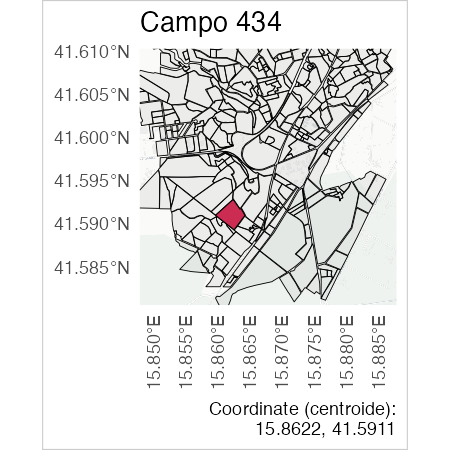 Campo 434
41.610°N
41.605°N
41.600°N
41.595°N
41.590°N
41.585°N
15.850°E
15.855°E
15.860°E
15.865°E
15.870°E
15.875°E
15.880°E
15.885°E
Coordinate (centroide):
15.8622, 41.5911